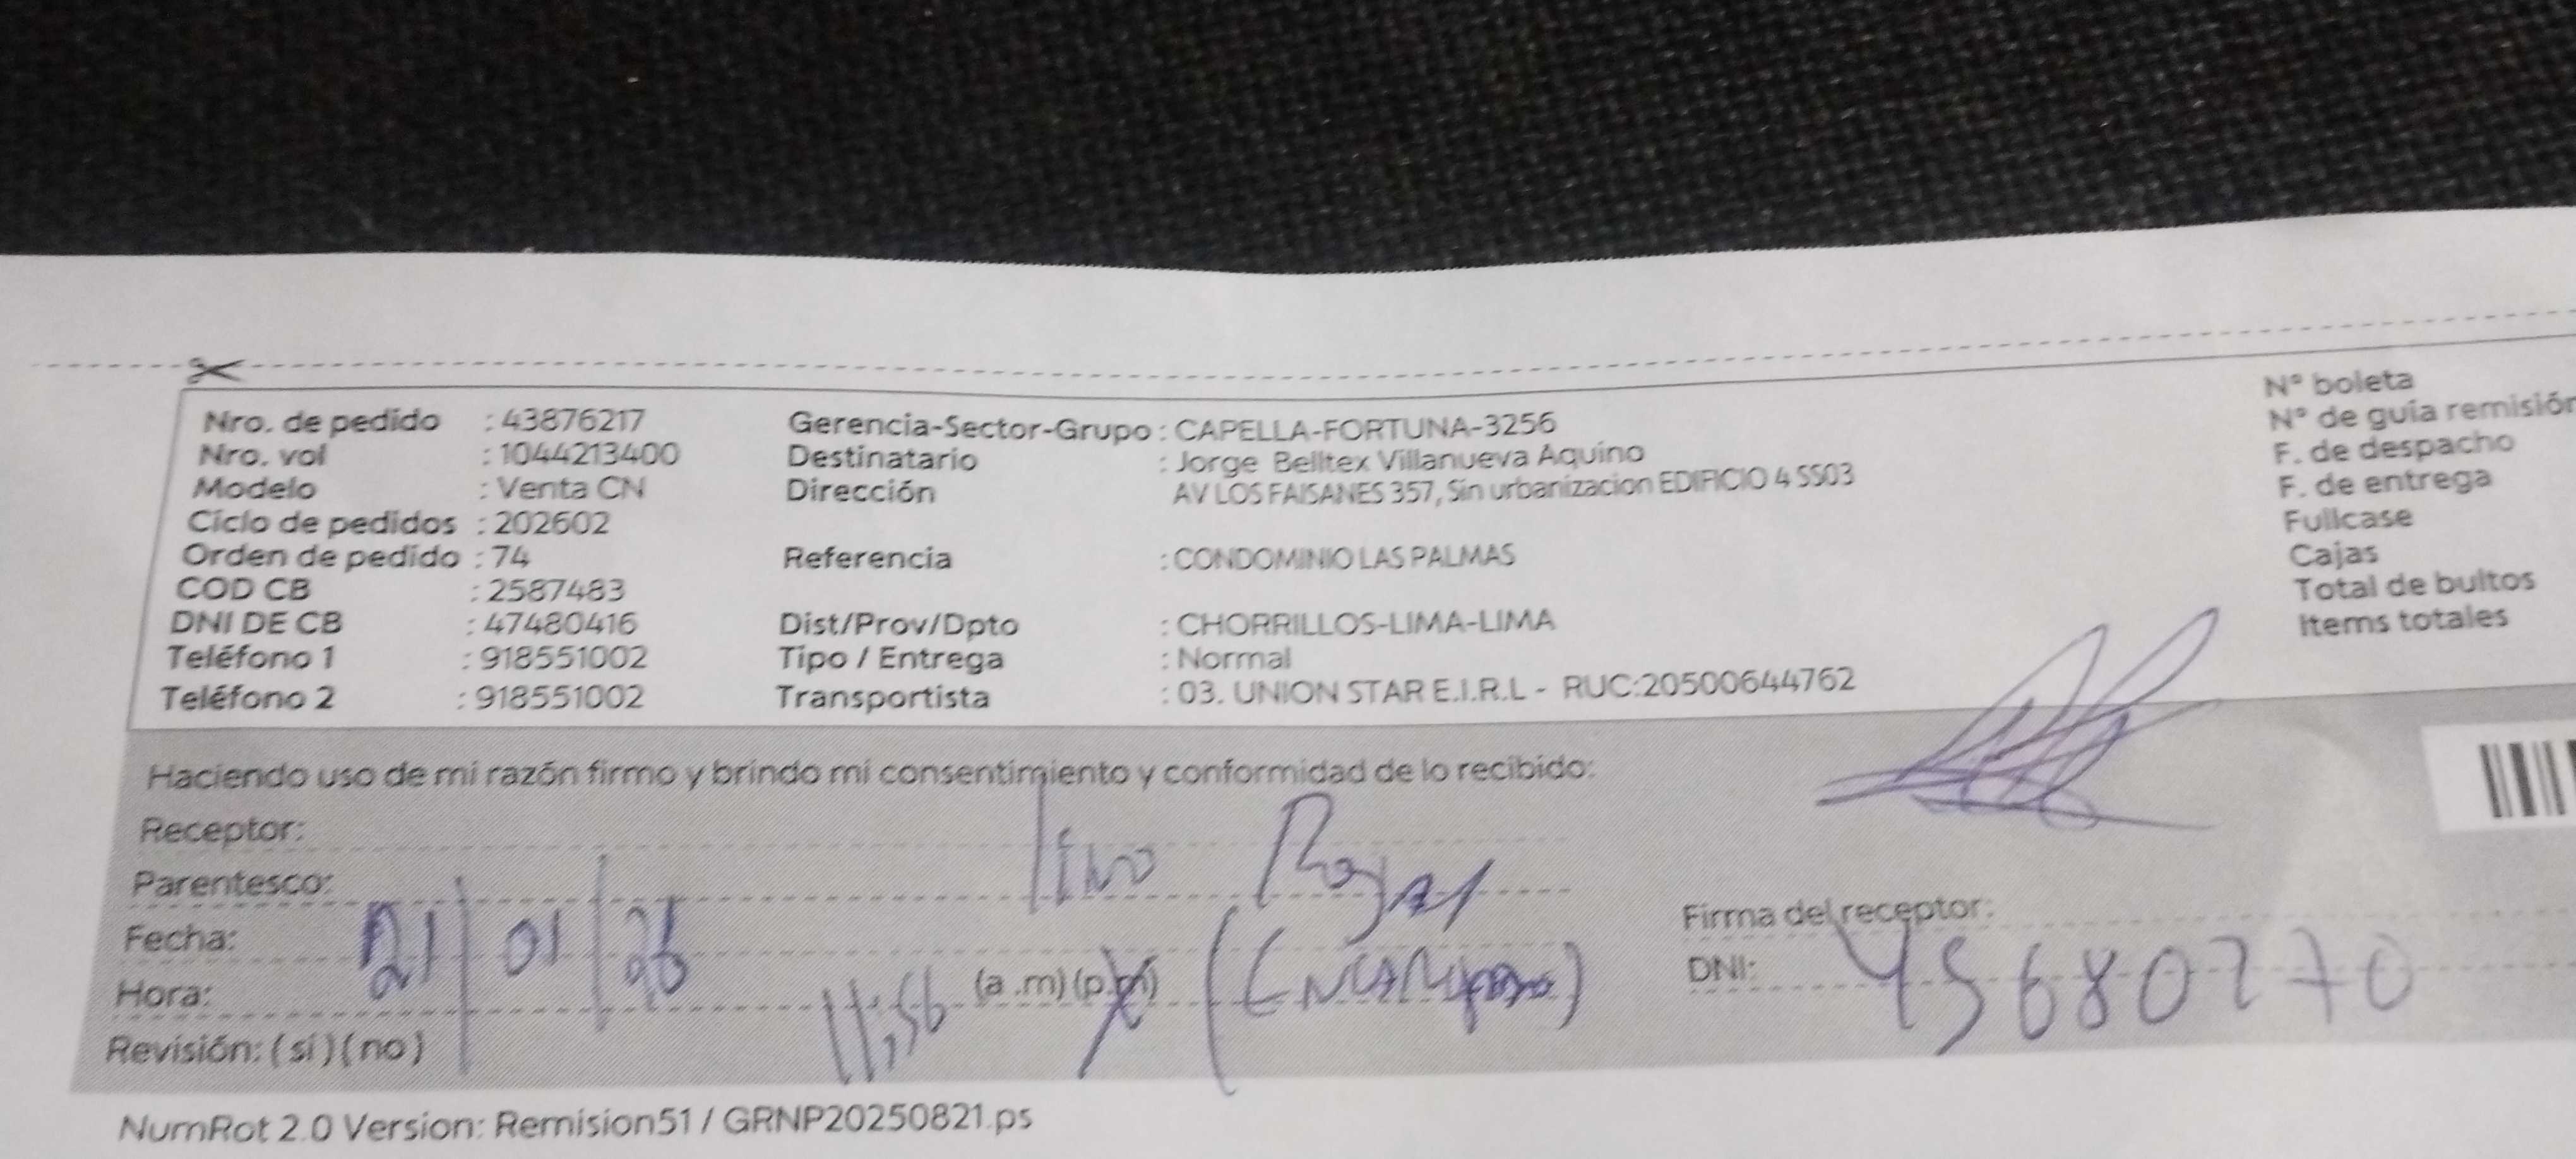 Nro. de pedido : 43876217
Nro. vol : 1044213400
Modelo : Venta CN
Ciclo de pedidos : 202602
Orden de pedido : 74
COD CB : 2587483
DNI DE CB : 47480416
Teléfono 1 : 918551002
Teléfono 2 : 918551002
Gerencia-Sector-Grupo : CAPELLA-FORTUNA-3256
Destinatario : Jorge Belltex Villanueva Aquino
Dirección AV LOS FAISANES 357, Sin urbanizacion EDIFICIO 4 SS03
Referencia : CONDOMINIO LAS PALMAS
Dist/Prov/Dpto : CHORRILLOS-LIMA-LIMA
Tipo / Entrega : Normal
Transportista : 03. UNION STAR E.I.R.L - RUC:20500644762
N° boleta
N° de guia remisión
F. de despacho
F. de entrega
Fullcase
Cajas
Total de bultos
Items totales
Haciendo uso de mi razón firmo y brindo mi consentimiento y conformidad de lo recibido:
Receptor:
Parentesco: Tino Rojas
Fecha: 21/01/26
Hora: 11:56 (a .m) (p.m)
Revisión: ( si ) ( no )
Firma del receptor:
DNI: 45680270
NumRot 2.0 Version: Remision51 / GRNP20250821.ps